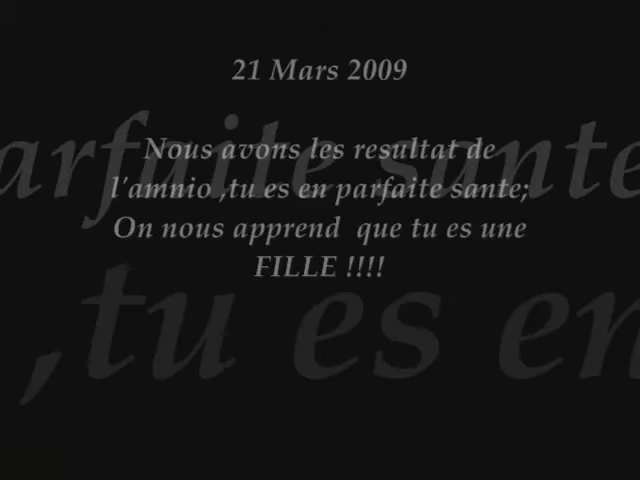 21 Mars 2009
Nous avons les resultat de
l'amnio ,tu es en parfaite sante;
On nous apprend que tu es une
FILLE !!!!
arfaite sante
,tu es en